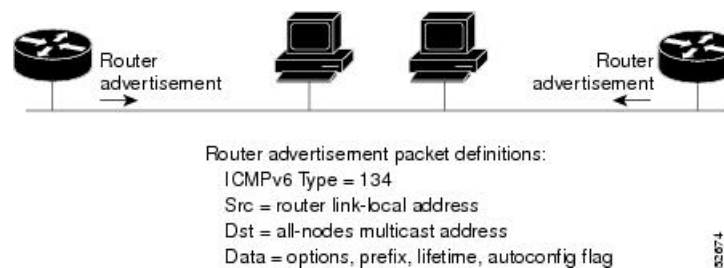 Router
advertisement
Router
advertisement
Router advertisement packet definitions:
ICMPv6 Type = 134
Src = router link-local address
Dst = all-nodes multicast address
Data = options, prefix, lifetime, autoconfig flag
52674